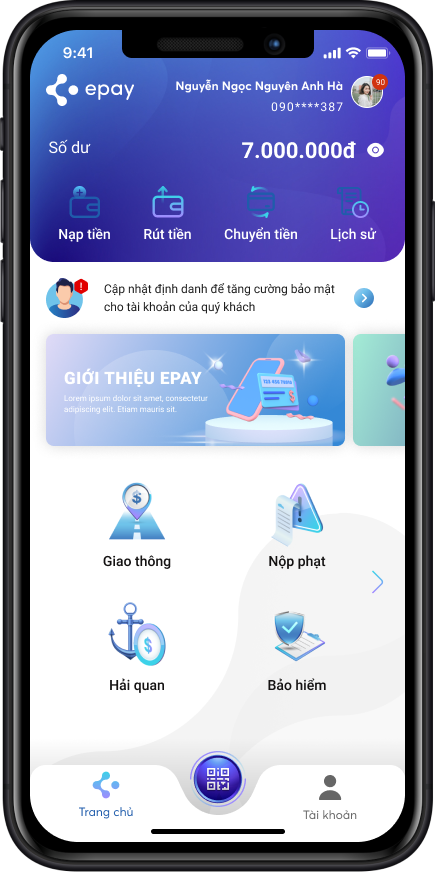 9:41
epay
Nguyễn Ngọc Nguyên Anh Hà
90
090****387
Số dư
7.000.000đ
Nạp tiền
Rút tiền
Chuyển tiền
Lịch sử
!
Cập nhật định danh để tăng cường bảo mật
cho tài khoản của quý khách
GIỚI THIỆU EPAY
Lorem ipsum dolor sit amet, consectetur
adipiscing elit. Etiam mauris sit.
Giao thông
Nộp phạt
Hải quan
Bảo hiểm
Trang chủ
Tài khoản